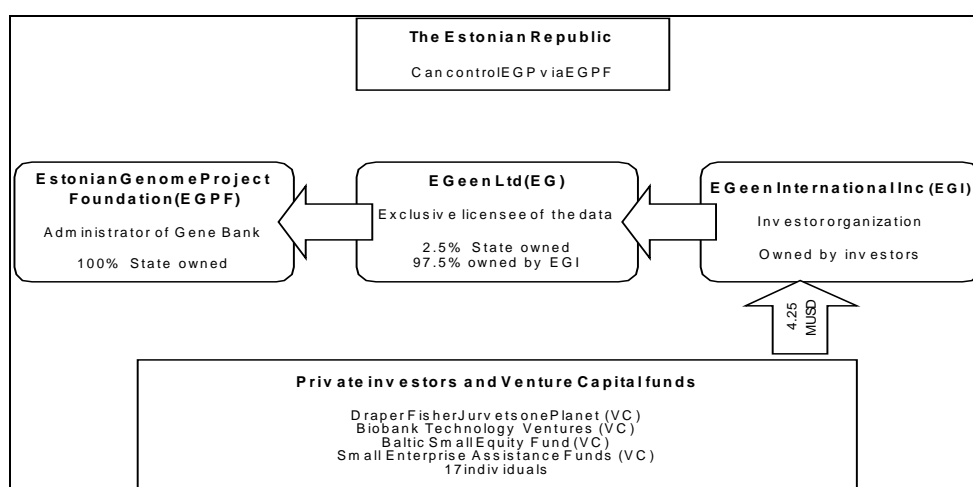 The Estonian Republic
Can control EGP via EGPF
Estonian Genome Project
Foundation (EGPF)
Administrator of Gene Bank
100% State owned
EGeen Ltd (EG)
Exclusive licensee of the data
2.5% State owned
97.5% owned by EGI
EGeen International Inc (EGI)
Investor organization
Owned by investors
4.25
MUSD
Private investors and Venture Capital funds
Draper Fisher Jurvetson ePlanet (VC)
Biobank Technology Ventures (VC)
Baltic Small Equity Fund (VC)
Small Enterprise Assistance Funds (VC)
17 individuals